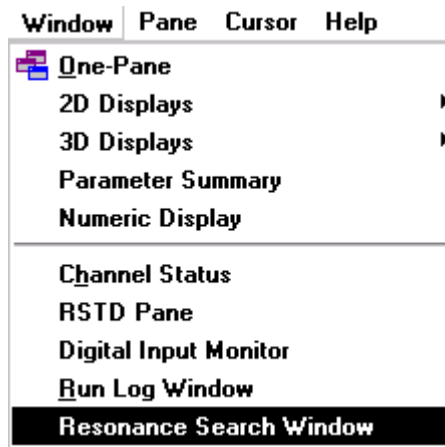 Window Pane Cursor Help
One-Pane
2D Displays
3D Displays
Parameter Summary
Numeric Display
Channel Status
RSTD Pane
Digital Input Monitor
Run Log Window
Resonance Search Window